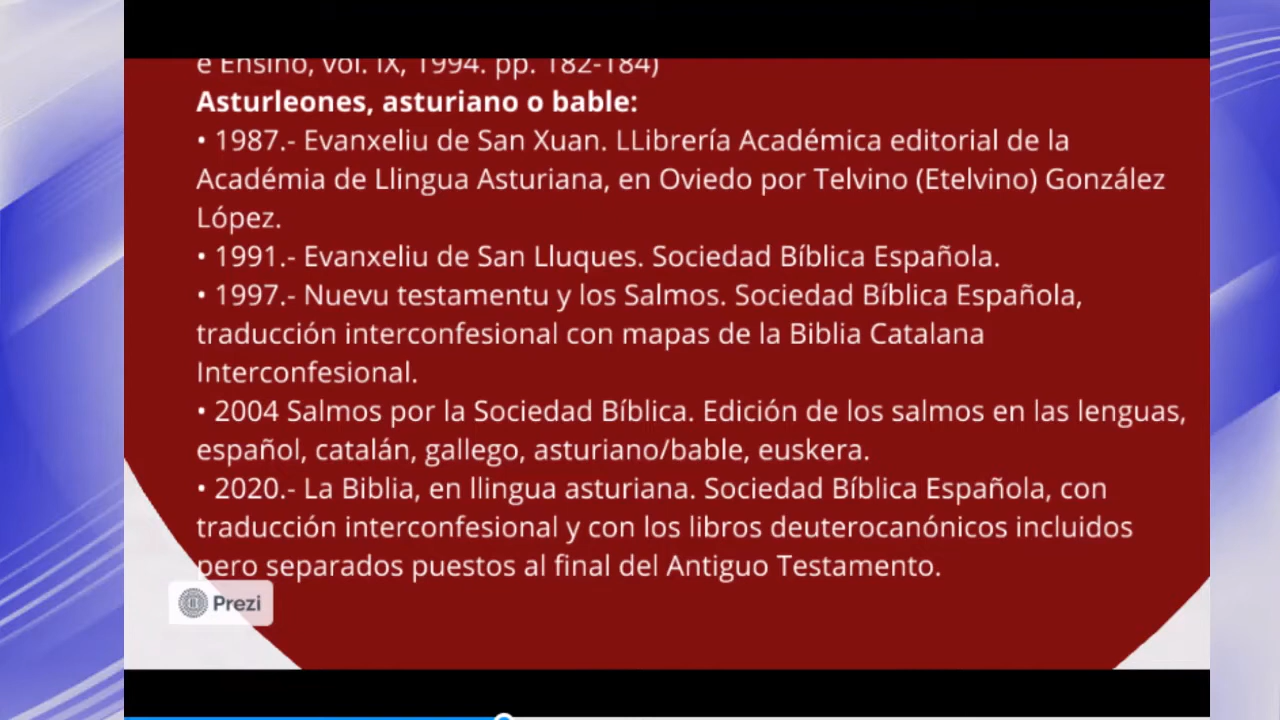 e Ensino, vol. IX, 1994. pp. 182-184)
Asturleones, asturiano o bable:
• 1987.- Evanxeliu de San Xuan. LLibrería Académica editorial de la
Académia de Llingua Asturiana, en Oviedo por Telvino (Etelvino) González
López.
• 1991.- Evanxeliu de San Lluques. Sociedad Bíblica Española.
• 1997.- Nuevu testamentu y los Salmos. Sociedad Bíblica Española,
traducción interconfesional con mapas de la Biblia Catalana
Interconfesional.
• 2004 Salmos por la Sociedad Bíblica. Edición de los salmos en las lenguas,
español, catalán, gallego, asturiano/bable, euskera.
• 2020.- La Biblia, en llingua asturiana. Sociedad Bíblica Española, con
traducción interconfesional y con los libros deuterocanónicos incluidos
pero separados puestos al final del Antiguo Testamento.
Prezi